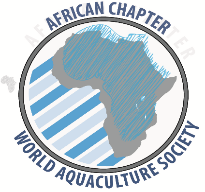 AFRICAN CHAPTER
WORLD AQUACULTURE SOCIETY